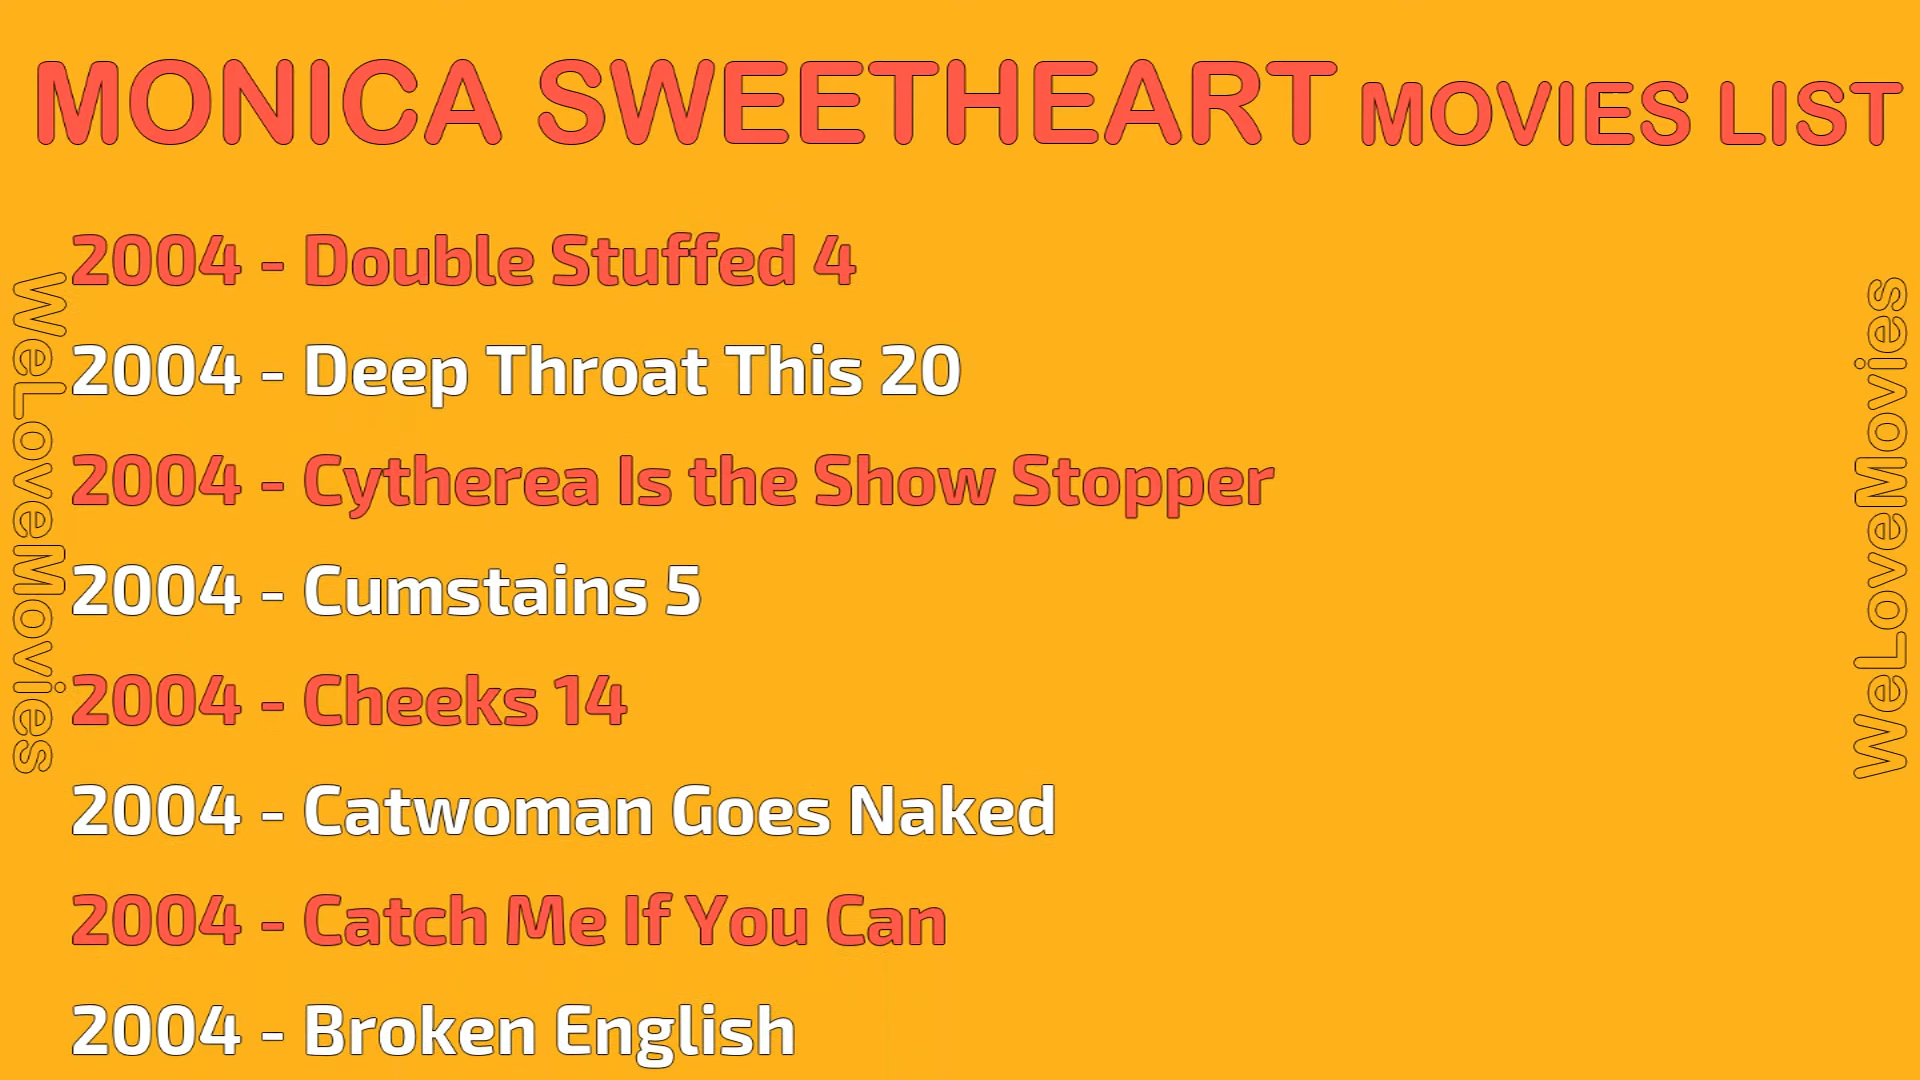 MONICA SWEETHEART MOVIES LIST
2004 - Double Stuffed 4
2004 - Deep Throat This 20
2004 - Cytherea Is the Show Stopper
2004 - Cumstains 5
2004 - Cheeks 14
2004 - Catwoman Goes Naked
2004 - Catch Me If You Can
2004 - Broken English
WeLoveMovies
WeLoveMovies